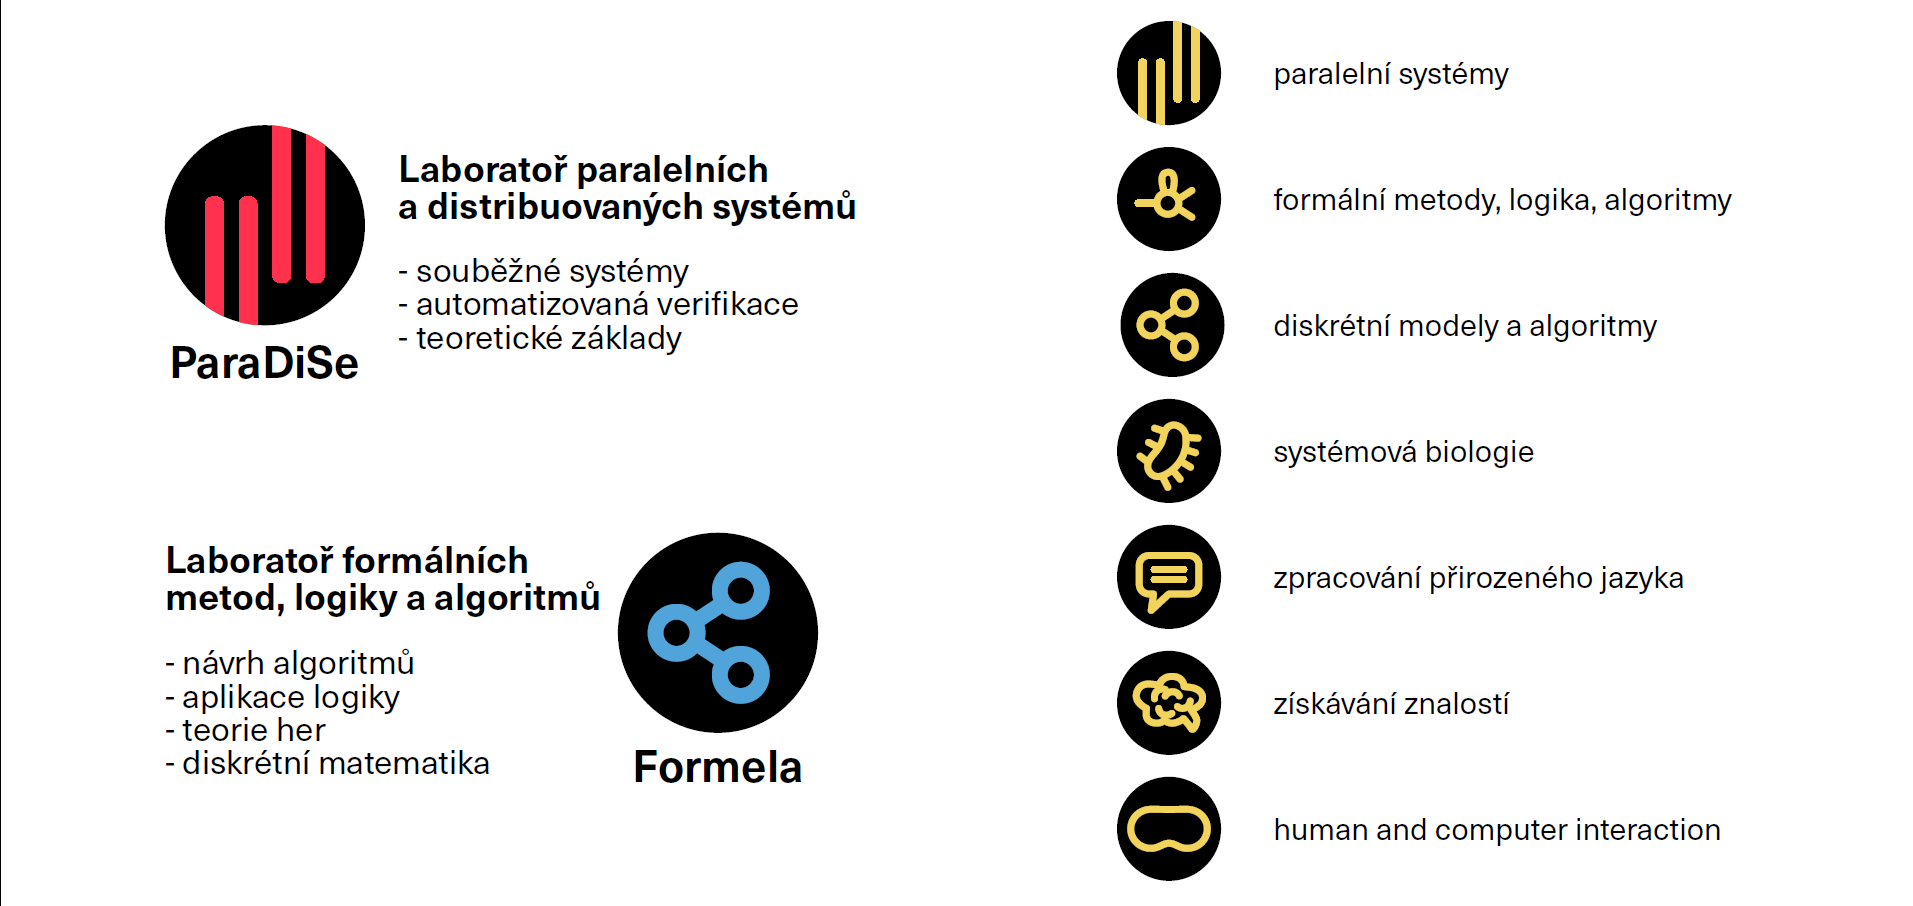 Laboratoř paralelních
a distribuovaných systémů
- souběžné systémy
- automatizovaná verifikace
- teoretické základy
ParaDiSe
Laboratoř formálních
metod, logiky a algoritmů
- návrh algoritmů
- aplikace logiky
- teorie her
- diskrétní matematika
Formela
paralelní systémy
formální metody, logika, algoritmy
diskrétní modely a algoritmy
systémová biologie
zpracování přirozeného jazyka
získávání znalostí
human and computer interaction